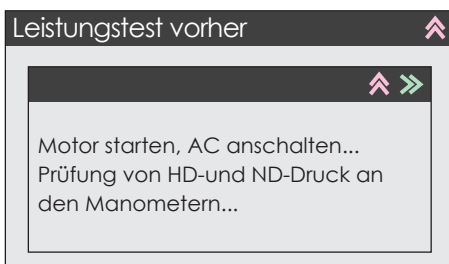 Leistungstest vorher
Motor starten, AC anschalten...
Prüfung von HD-und ND-Druck an
den Manometern...